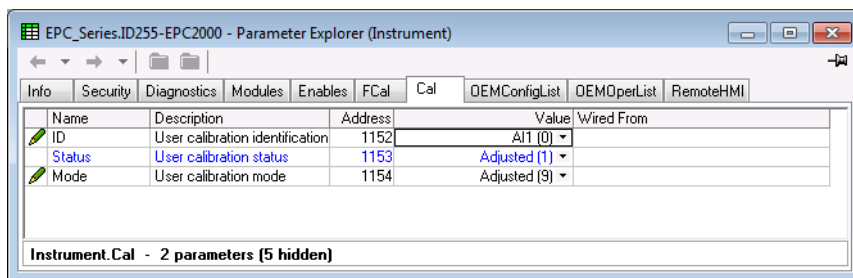 EPC_Series.ID255-EPC2000 - Parameter Explorer (Instrument)
Info Security Diagnostics Modules Enables FCal Cal OEMConfigList OEMOperList RemoteHMI
Name Description Address Value Wired From
ID User calibration identification 1152 AI1 (0)
Status User calibration status 1153 Adjusted (1)
Mode User calibration mode 1154 Adjusted (9)
Instrument.Cal - 2 parameters (5 hidden)